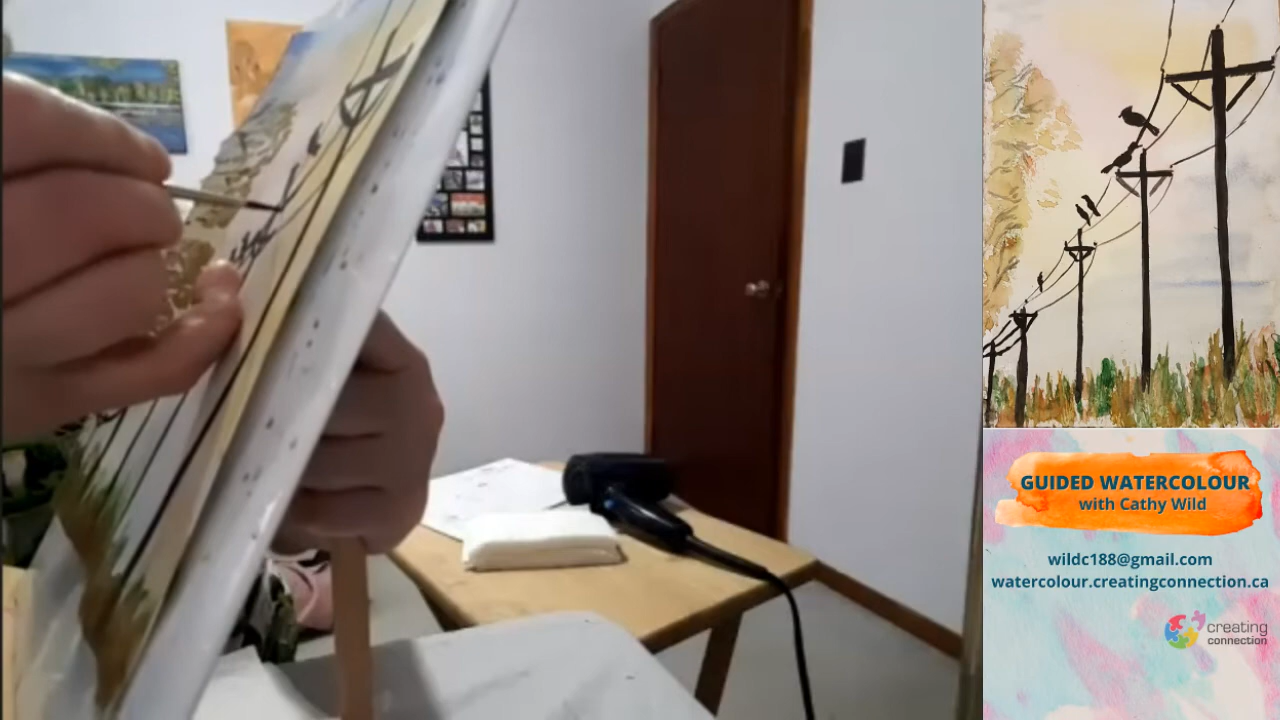 GUIDED WATERCOLOUR
with Cathy Wild
wildc188@gmail.com
watercolour.creatingconnection.ca
creating
connection